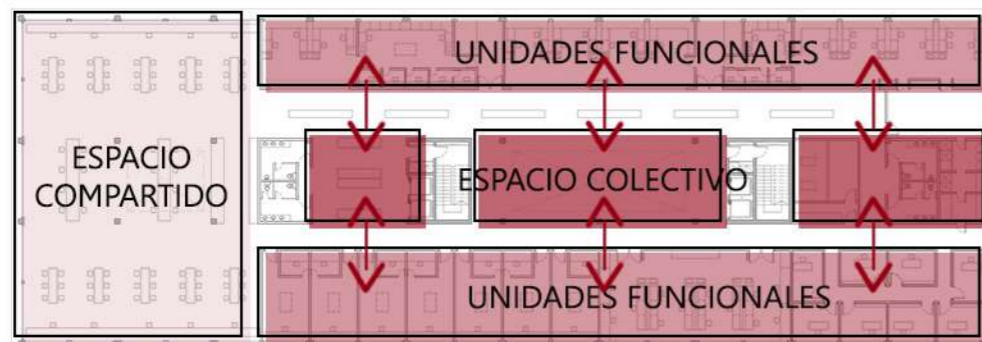 UNIDADES FUNCIONALES
ESPACIO
COMPARTIDO
ESPACIO COLECTIVO
UNIDADES FUNCIONALES